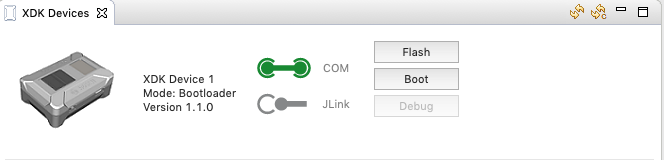 XDK Devices
XDK Device 1
Mode: Bootloader
Version 1.1.0
COM
JLink
Flash
Boot
Debug